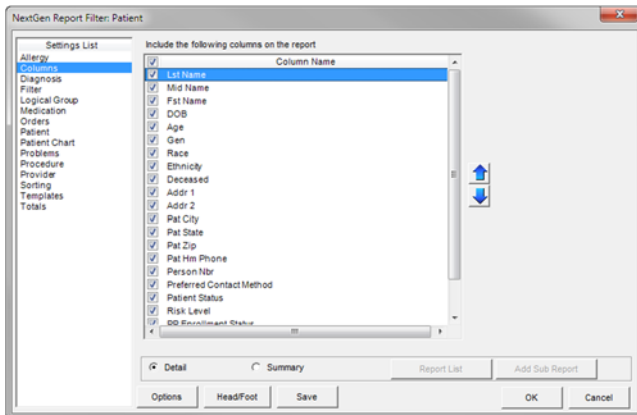 NextGen Report Filter: Patient
Settings List
Allergy
Columns
Diagnosis
Filter
Logical Group
Medication
Orders
Patient
Patient Chart
Problems
Procedure
Provider
Sorting
Templates
Totals
Include the following columns on the report
Column Name
Lst Name
Mid Name
Fst Name
DOB
Age
Gen
Race
Ethnicity
Deceased
Addr 1
Addr 2
Pat City
Pat State
Pat Zip
Pat Hm Phone
Person Nbr
Preferred Contact Method
Patient Status
Risk Level
PP Enrollment Status
Detail Summary Report List Add Sub Report
Options Head/Foot Save OK Cancel